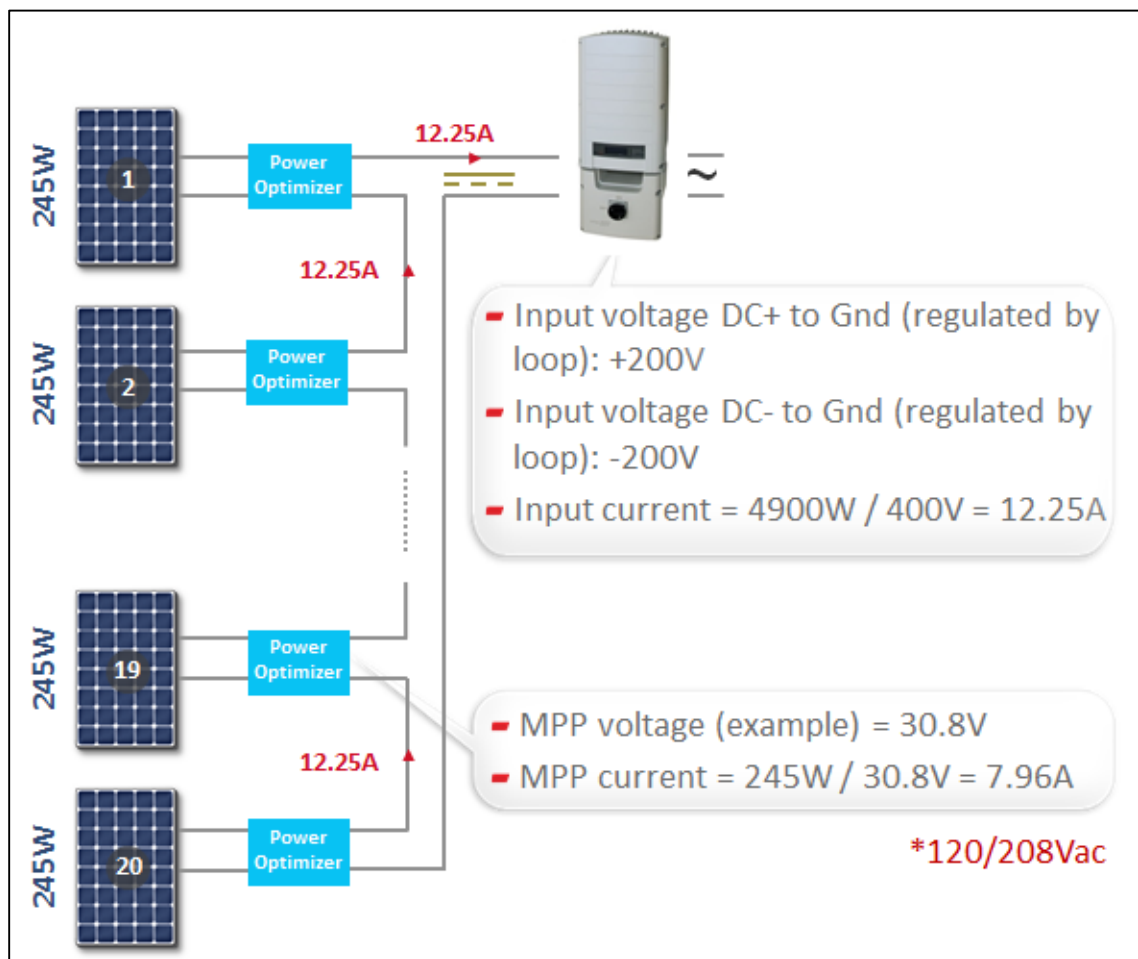 12.25A
245W
1
Power
Optimizer
~
12.25A
245W
2
Power
Optimizer
- Input voltage DC+ to Gnd (regulated by
loop): +200V
- Input voltage DC- to Gnd (regulated by
loop): -200V
- Input current = 4900W / 400V = 12.25A
245W
19
Power
Optimizer
- MPP voltage (example) = 30.8V
- MPP current = 245W / 30.8V = 7.96A
12.25A
245W
20
Power
Optimizer
*120/208Vac